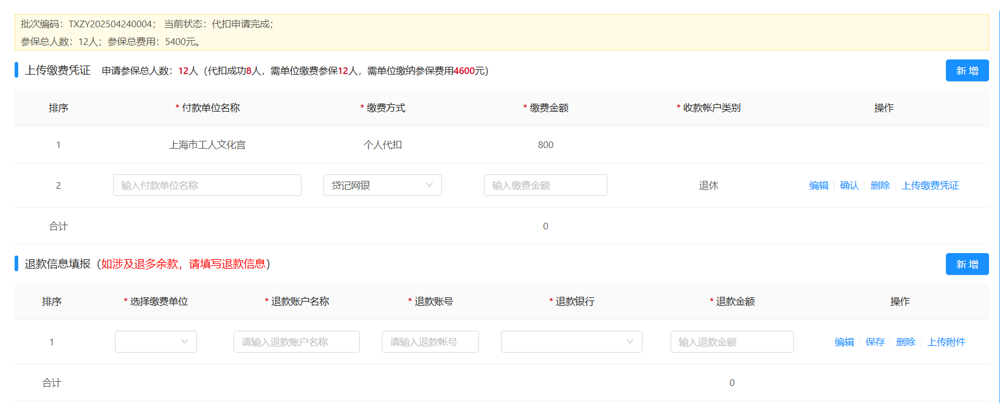 批次编码：TXZY202504240004； 当前状态：代扣申请完成；
参保总人数：12人；参保总费用：5400元。
上传缴费凭证 申请参保总人数：12人（代扣成功8人，需单位缴费参保12人，需单位缴纳参保费用4600元）
新 增
排序 * 付款单位名称 * 缴费方式 * 缴费金额 * 收款帐户类别 操作
1 上海市工人文化宫 个人代扣 800
2 输入付款单位名称 贷记网银 输入缴费金额 退休 编辑 确认 删除 上传缴费凭证
合计 0
退款信息填报（如涉及退多余款，请填写退款信息）
新 增
排序 * 选择缴费单位 * 退款账户名称 * 退款账号 * 退款银行 * 退款金额 操作
1 请输入退款账户名称 请输入退款帐号 输入退款金额 编辑 保存 删除 上传附件
合计 0